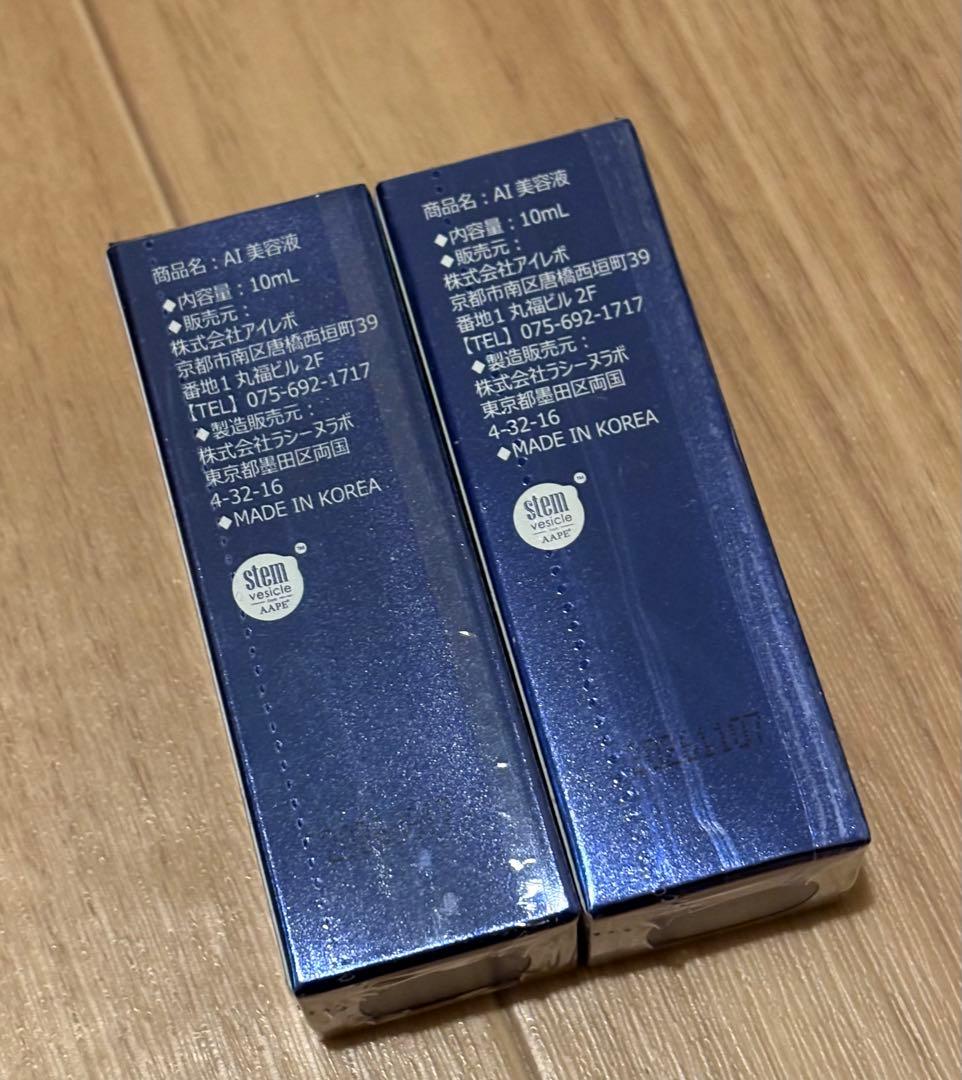 商品名：AI 美容液
◆内容量：10mL
◆販売元：
株式会社アイレボ
京都市南区唐橋西垣町39
番地1 丸福ビル 2F
【TEL】075-692-1717
◆製造販売元：
株式会社ラシーヌラボ
東京都墨田区両国
4-32-16
◆MADE IN KOREA
stem
TM
vesicle
from
AAPE®
商品名：AI 美容液
◆内容量：10mL
◆販売元：
株式会社アイレボ
京都市南区唐橋西垣町39
番地1 丸福ビル 2F
【TEL】075-692-1717
◆製造販売元：
株式会社ラシーヌラボ
東京都墨田区両国
4-32-16
◆MADE IN KOREA
stem
TM
vesicle
from
AAPE®
20261107